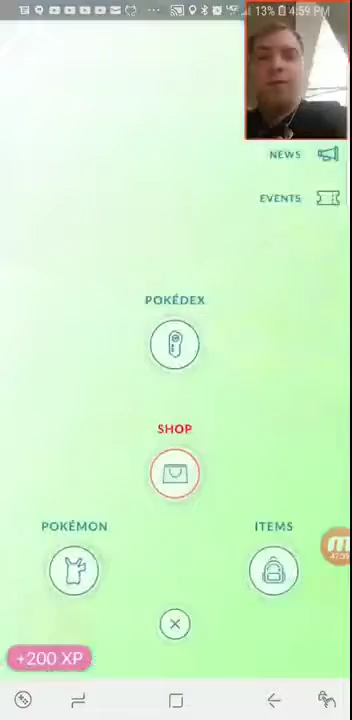 13% 4:59 PM
NEWS
EVENTS
POKÉDEX
SHOP
POKÉMON
ITEMS
+200 XP